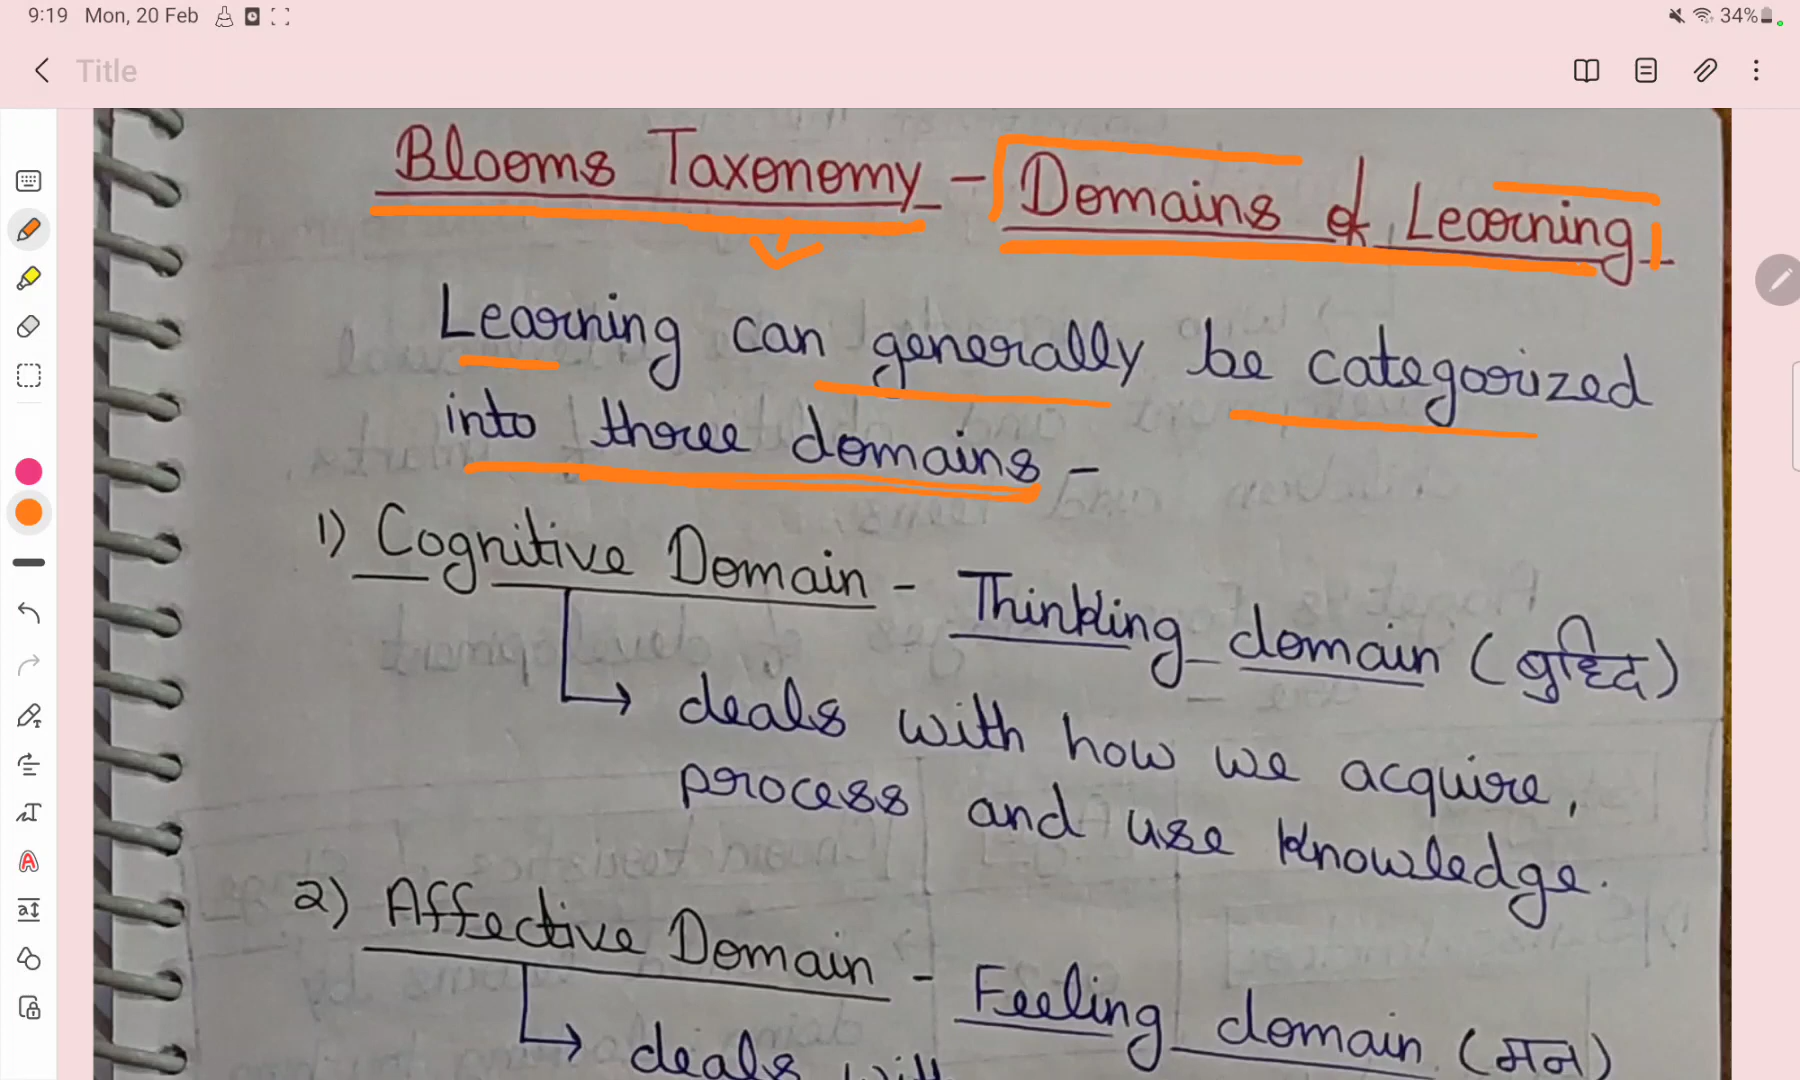 9:19 Mon, 20 Feb
34%
Title
Blooms Taxonomy - Domains of Learning
Learning can generally be categorized
into three domains -
1) Cognitive Domain - Thinking domain (बुद्धि)
deals with how we acquire,
process and use knowledge.
2) Affective Domain - Feeling domain (मन)
deals with